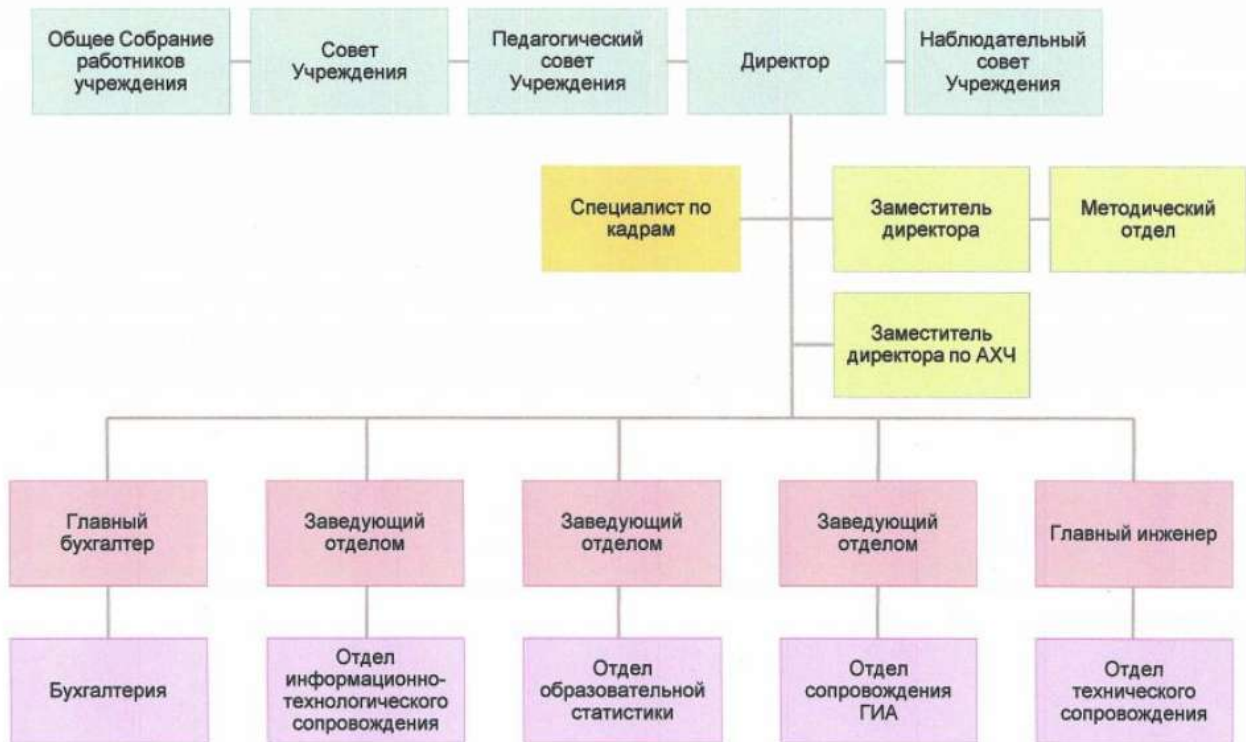 Общее Собрание
работников
учреждения
Совет
Учреждения
Педагогический
совет
Учреждения
Директор
Наблюдательный
совет
Учреждения
Специалист по
кадрам
Заместитель
директора
Методический
отдел
Заместитель
директора по АХЧ
Главный
бухгалтер
Заведующий
отделом
Заведующий
отделом
Заведующий
отделом
Главный инженер
Бухгалтерия
Отдел
информационно-
технологического
сопровождения
Отдел
образовательной
статистики
Отдел
сопровождения
ГИА
Отдел
технического
сопровождения